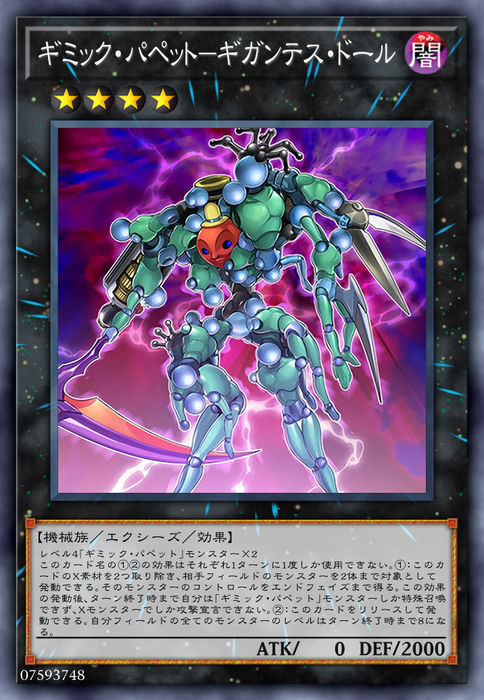 ギミック・パペットーギガンテス・ドール
やみ
闇
【機械族／エクシーズ／効果】
レベル4「ギミック・パペット」モンスター×2
このカード名の①②の効果はそれぞれ1ターンに1度しか使用できない。①：このカ
ードのX素材を2つ取り除き、相手フィールドのモンスターを2体まで対象として
発動できる。そのモンスターのコントロールをエンドフェイズまで得る。この効果
の発動後、ターン終了時まで自分は「ギミック・パペット」モンスターしか特殊召喚
できず、Xモンスターでしか攻撃宣言できない。②：このカードをリリースして発
動できる。自分フィールドの全てのモンスターのレベルはターン終了時まで8にな
る。
ATK/ 0 DEF/2000
07593748